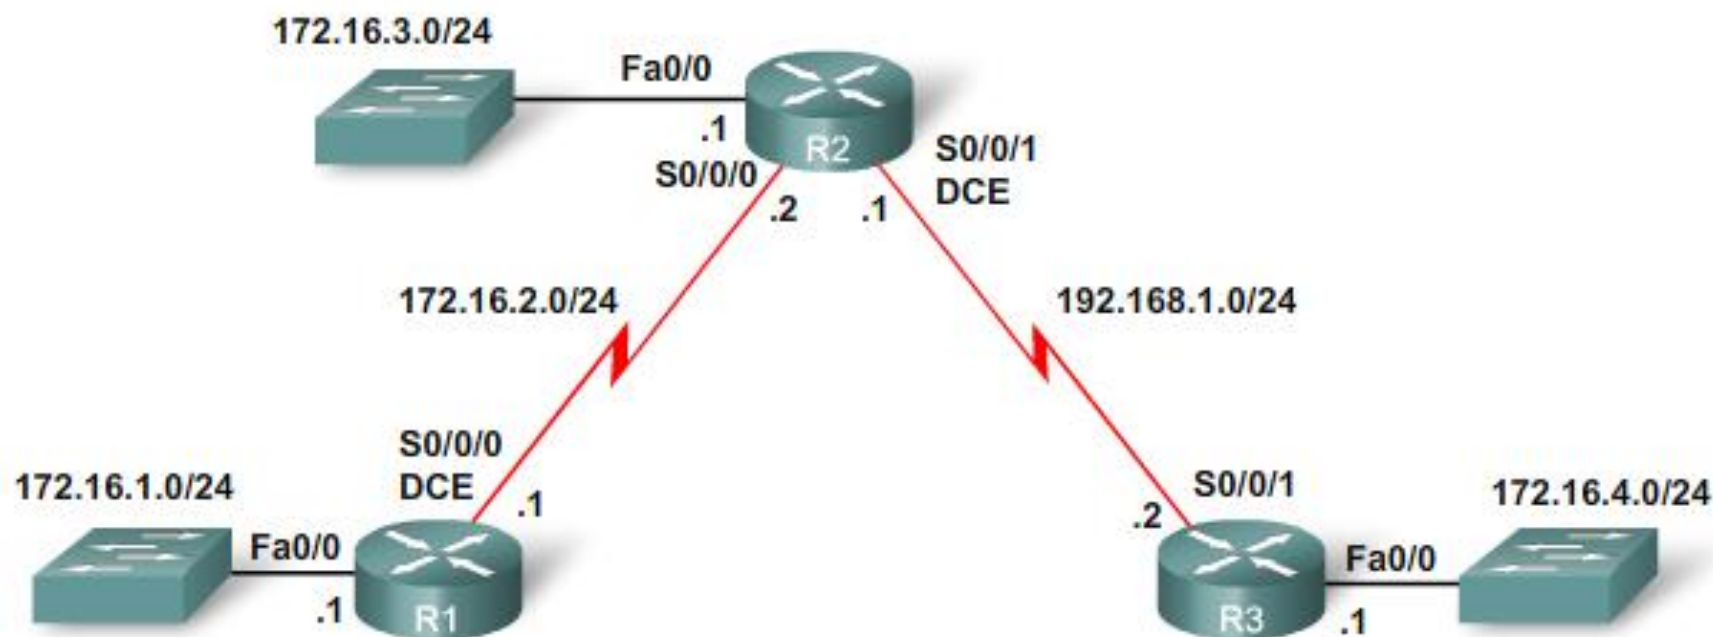 172.16.3.0/24
Fa0/0
.1
R2
S0/0/0
.2
.1
S0/0/1
DCE
172.16.2.0/24
192.168.1.0/24
S0/0/0
DCE
.1
172.16.1.0/24
Fa0/0
.1
R1
S0/0/1
.2
172.16.4.0/24
Fa0/0
.1
R3